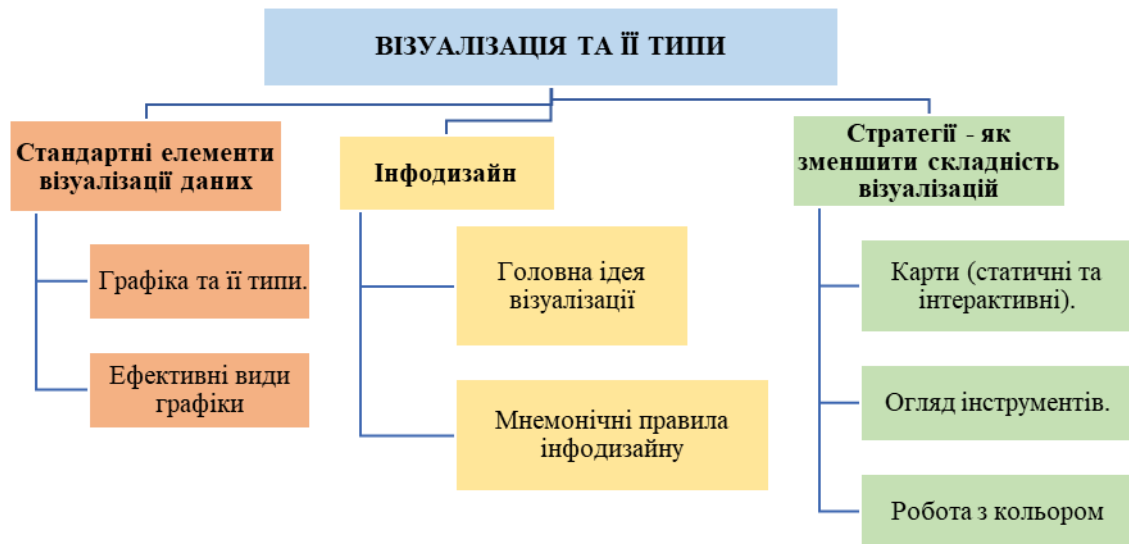 ВІЗУАЛІЗАЦІЯ ТА ЇЇ ТИПИ
Стандартні елементи
візуалізації даних
Графіка та її типи.
Ефективні види
графіки
Інфодизайн
Головна ідея
візуалізації
Мнемонічні правила
інфодизайну
Стратегії - як
зменшити складність
візуалізацій
Карти (статичні та
інтерактивні).
Огляд інструментів.
Робота з кольором